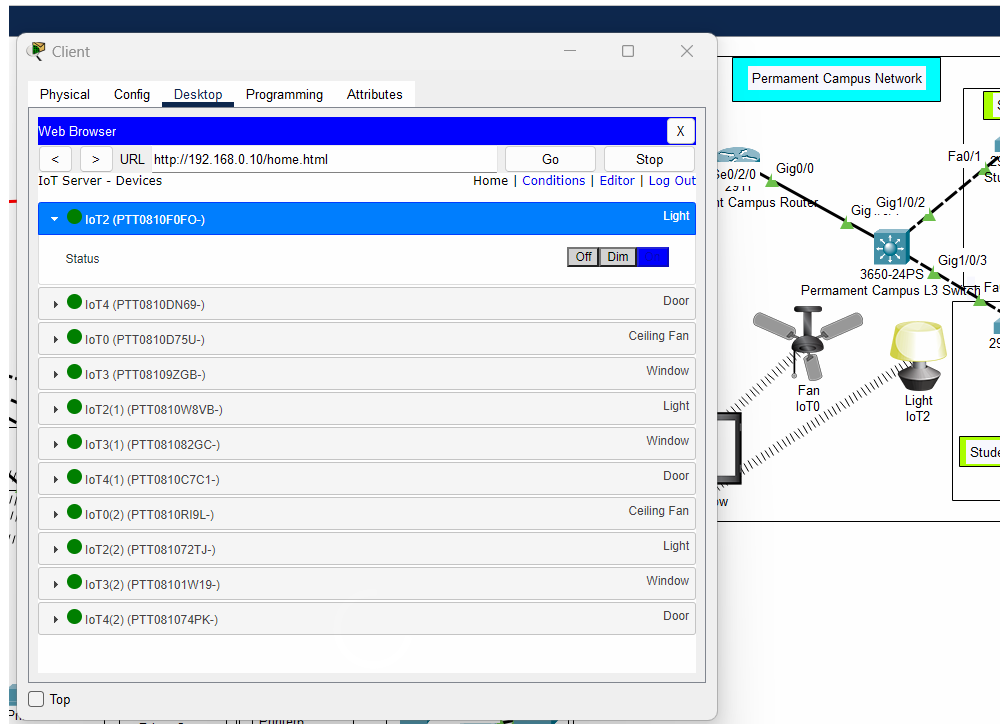 Client
Physical Config Desktop Programming Attributes
Web Browser X
< > URL http://192.168.0.10/home.html Go Stop
IoT Server - Devices Home | Conditions | Editor | Log Out
IoT2 (PTT0810F0FO-) Light
Status Off Dim
IoT4 (PTT0810DN69-) Door
IoT0 (PTT0810D75U-) Ceiling Fan
IoT3 (PTT08109ZGB-) Window
IoT2(1) (PTT0810W8VB-) Light
IoT3(1) (PTT081082GC-) Window
IoT4(1) (PTT0810C7C1-) Door
IoT0(2) (PTT0810RI9L-) Ceiling Fan
IoT2(2) (PTT081072TJ-) Light
IoT3(2) (PTT08101W19-) Window
IoT4(2) (PTT081074PK-) Door
Top
Permament Campus Network
Gig0/0
Se0/2/0
2911
nt Campus Router
Fa0/1
Gig1/0/2
Gig1/0/3
3650-24PS
Permament Campus L3 Switch
Fa
Fan
IoT0
Light
IoT2
Stude
ow